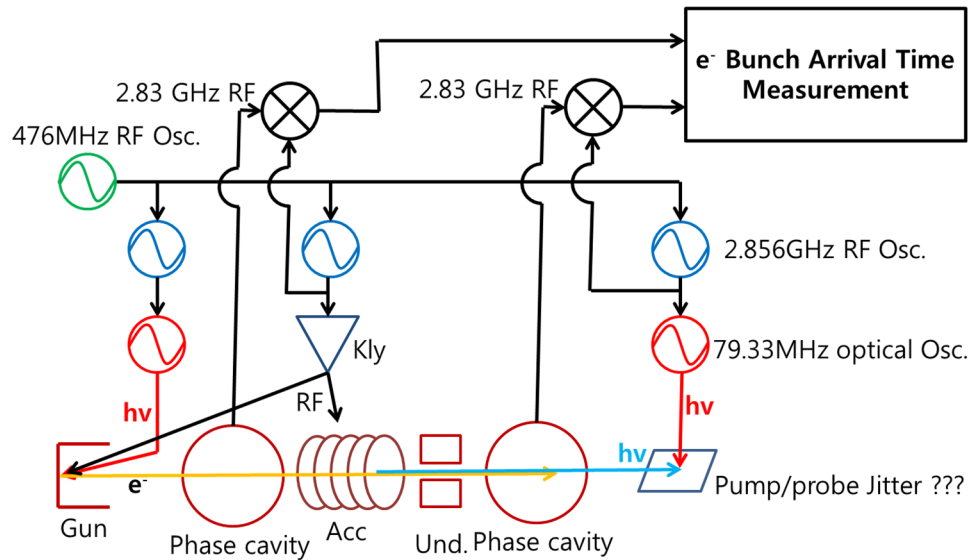 e⁻ Bunch Arrival Time
Measurement
2.83 GHz RF
2.83 GHz RF
476MHz RF Osc.
2.856GHz RF Osc.
79.33MHz optical Osc.
Kly
RF
hv
hv
hv
e⁻
Gun
Phase cavity
Acc
Und.
Phase cavity
Pump/probe Jitter ???